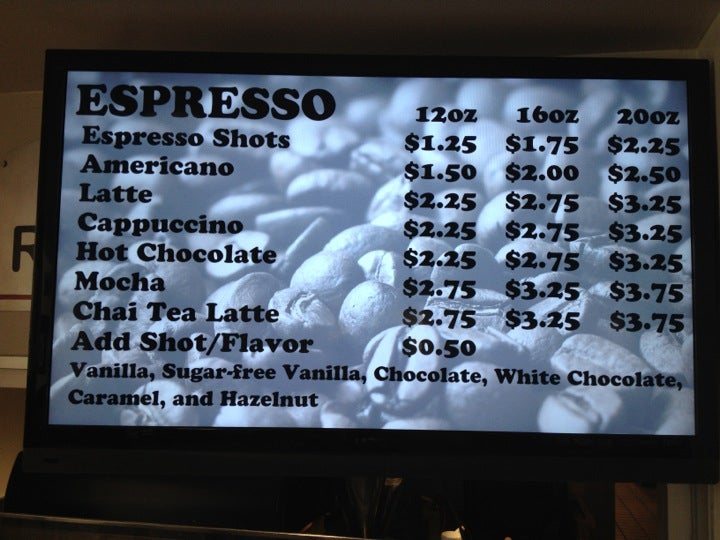 ESPRESSO 12oz 16oz 20oz
Espresso Shots $1.25 $1.75 $2.25
Americano $1.50 $2.00 $2.50
Latte $2.25 $2.75 $3.25
Cappuccino $2.25 $2.75 $3.25
Hot Chocolate $2.25 $2.75 $3.25
Mocha $2.75 $3.25 $3.75
Chai Tea Latte $2.75 $3.25 $3.75
Add Shot/Flavor $0.50
Vanilla, Sugar-free Vanilla, Chocolate, White Chocolate,
Caramel, and Hazelnut